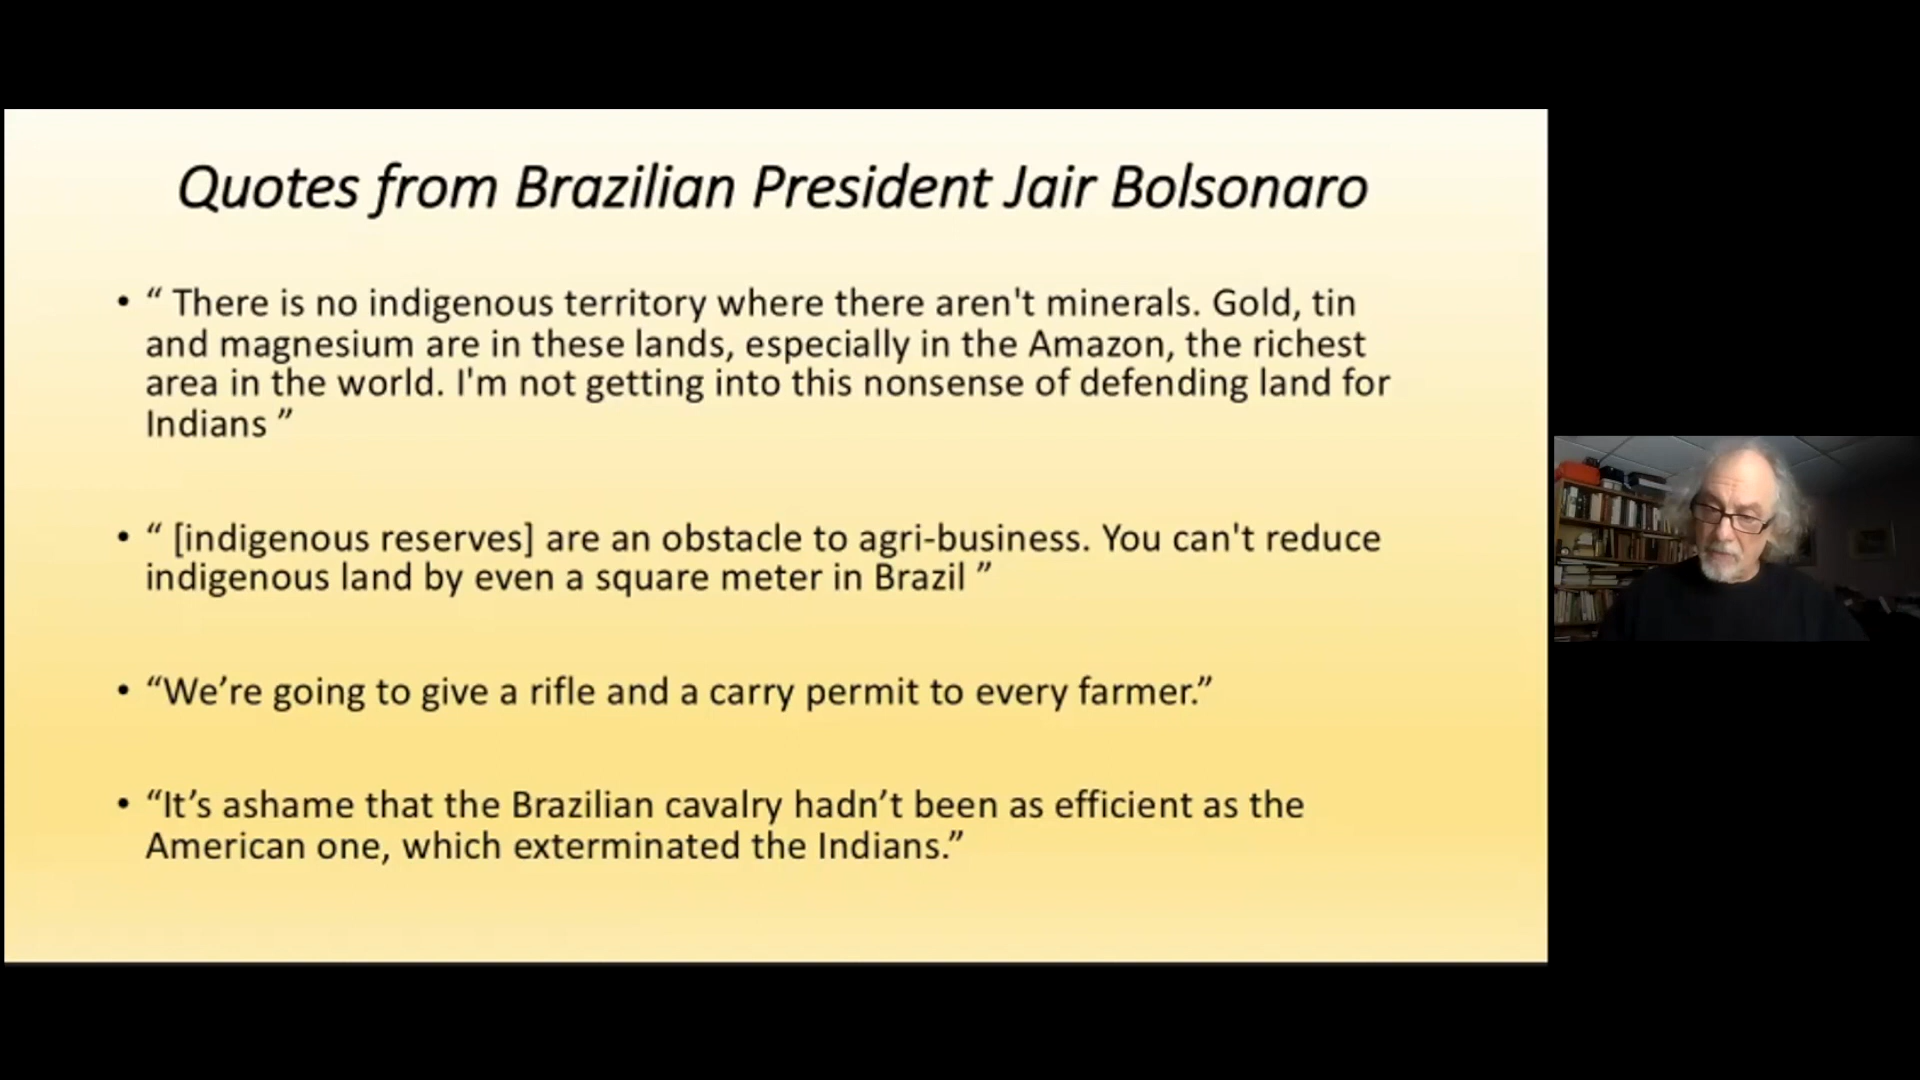 Quotes from Brazilian President Jair Bolsonaro
• “ There is no indigenous territory where there aren't minerals. Gold, tin
and magnesium are in these lands, especially in the Amazon, the richest
area in the world. I'm not getting into this nonsense of defending land for
Indians ”
• “ [indigenous reserves] are an obstacle to agri-business. You can't reduce
indigenous land by even a square meter in Brazil ”
• “We’re going to give a rifle and a carry permit to every farmer.”
• “It’s ashame that the Brazilian cavalry hadn’t been as efficient as the
American one, which exterminated the Indians.”